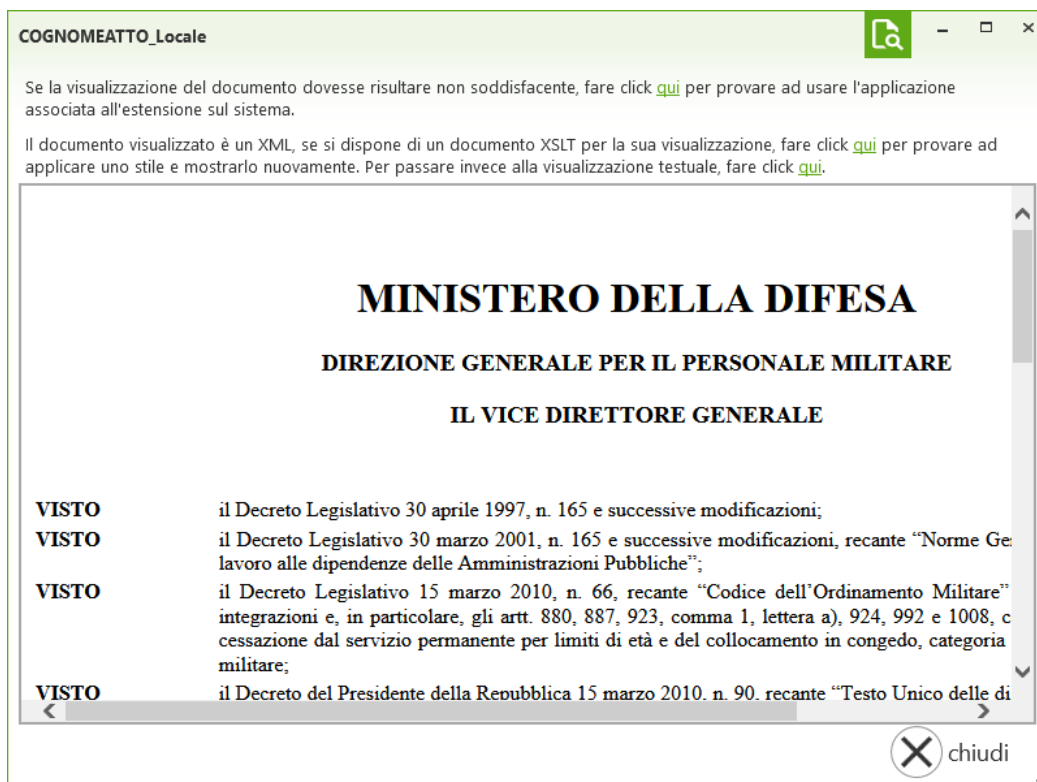 COGNOMEATTO_Locale
Se la visualizzazione del documento dovesse risultare non soddisfacente, fare click qui per provare ad usare l'applicazione
associata all'estensione sul sistema.
Il documento visualizzato è un XML, se si dispone di un documento XSLT per la sua visualizzazione, fare click qui per provare ad
applicare uno stile e mostrarlo nuovamente. Per passare invece alla visualizzazione testuale, fare click qui.
MINISTERO DELLA DIFESA
DIREZIONE GENERALE PER IL PERSONALE MILITARE
IL VICE DIRETTORE GENERALE
VISTO il Decreto Legislativo 30 aprile 1997, n. 165 e successive modificazioni;
VISTO il Decreto Legislativo 30 marzo 2001, n. 165 e successive modificazioni, recante “Norme Ge
lavoro alle dipendenze delle Amministrazioni Pubbliche”;
VISTO il Decreto Legislativo 15 marzo 2010, n. 66, recante “Codice dell’Ordinamento Militare”
integrazioni e, in particolare, gli artt. 880, 887, 923, comma 1, lettera a), 924, 992 e 1008, c
cessazione dal servizio permanente per limiti di età e del collocamento in congedo, categoria
militare;
VISTO il Decreto del Presidente della Repubblica 15 marzo 2010, n. 90, recante “Testo Unico delle di
chiudi